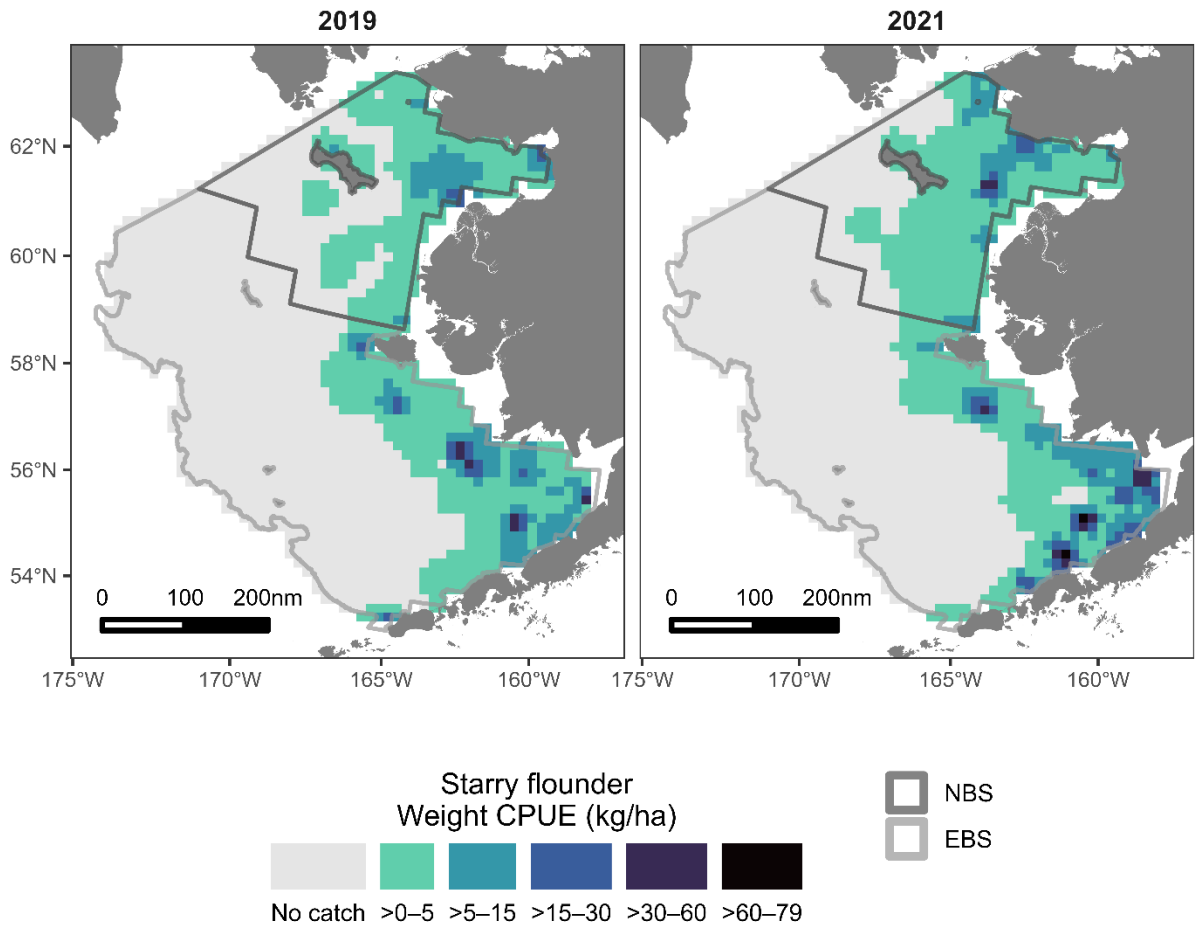 2019
2021
62°N
60°N
58°N
56°N
54°N
0 100 200nm
0 100 200nm
175°W 170°W 165°W 160°W
175°W 170°W 165°W 160°W
Starry flounder
Weight CPUE (kg/ha)
No catch >0–5 >5–15 >15–30 >30–60 >60–79
NBS
EBS